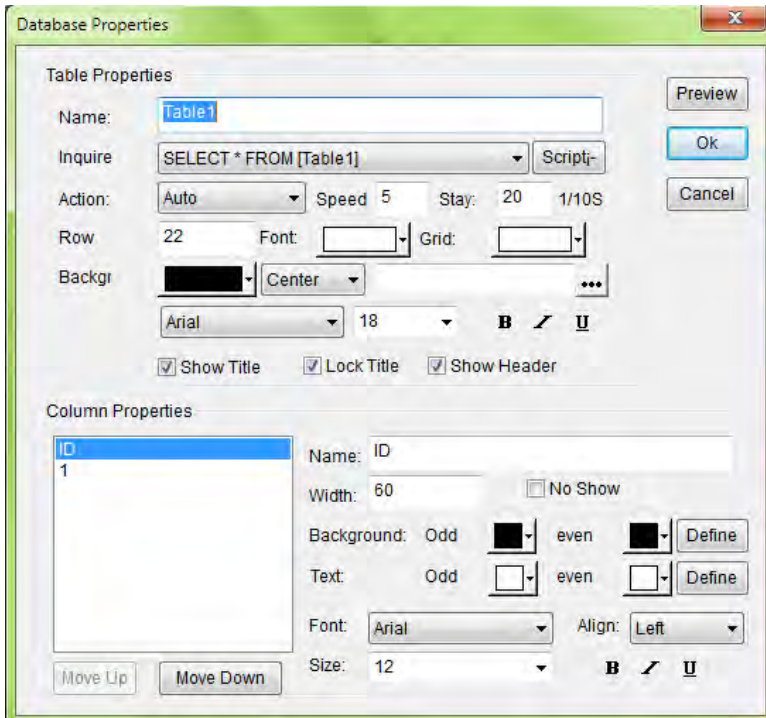 Database Properties
Table Properties
Preview
Name: Table1
Ok
Inquire SELECT * FROM [Table1] Script-
Cancel
Action: Auto Speed 5 Stay: 20 1/10S
Row 22 Font: Grid:
Backgr Center •••
Arial 18 B I U
Show Title Lock Title Show Header
Column Properties
ID
1
Name: ID
Width: 60 No Show
Background: Odd even Define
Text: Odd even Define
Font: Arial Align: Left
Size: 12 B I U
Move Up Move Down